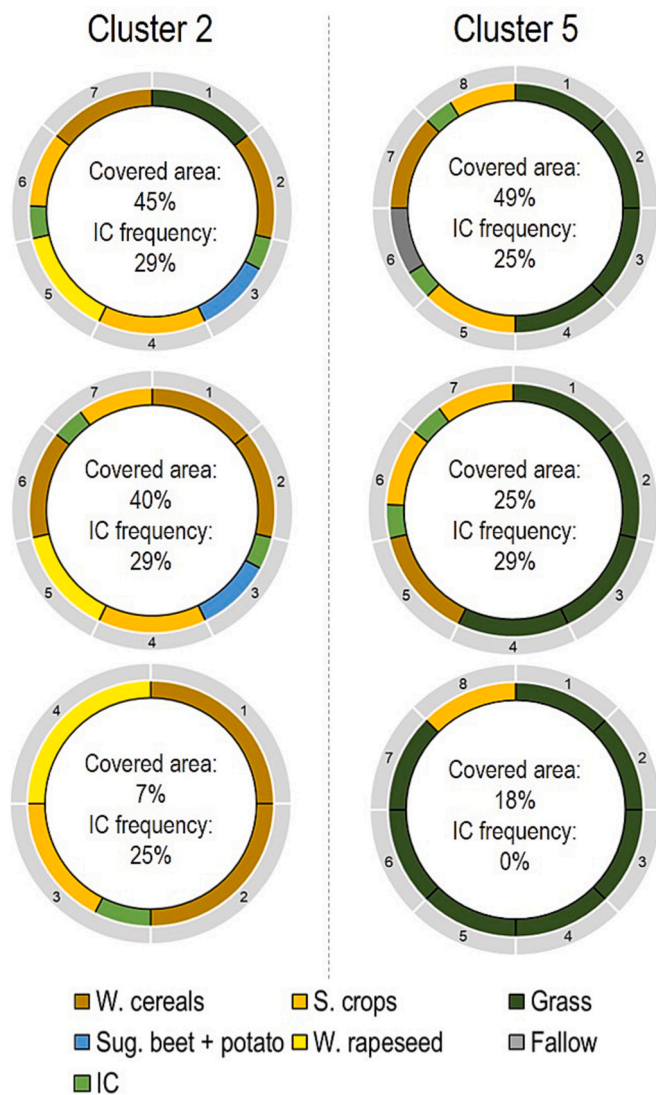 Cluster 2
Cluster 5
7
1
2
3
4
5
6
Covered area:
45%
IC frequency:
29%
8
1
2
3
4
5
6
7
Covered area:
49%
IC frequency:
25%
7
1
2
3
4
5
6
Covered area:
40%
IC frequency:
29%
7
1
2
3
4
5
6
Covered area:
25%
IC frequency:
29%
4
1
2
3
Covered area:
7%
IC frequency:
25%
8
1
2
3
4
5
6
7
Covered area:
18%
IC frequency:
0%
W. cereals
S. crops
Grass
Sug. beet + potato
W. rapeseed
Fallow
IC